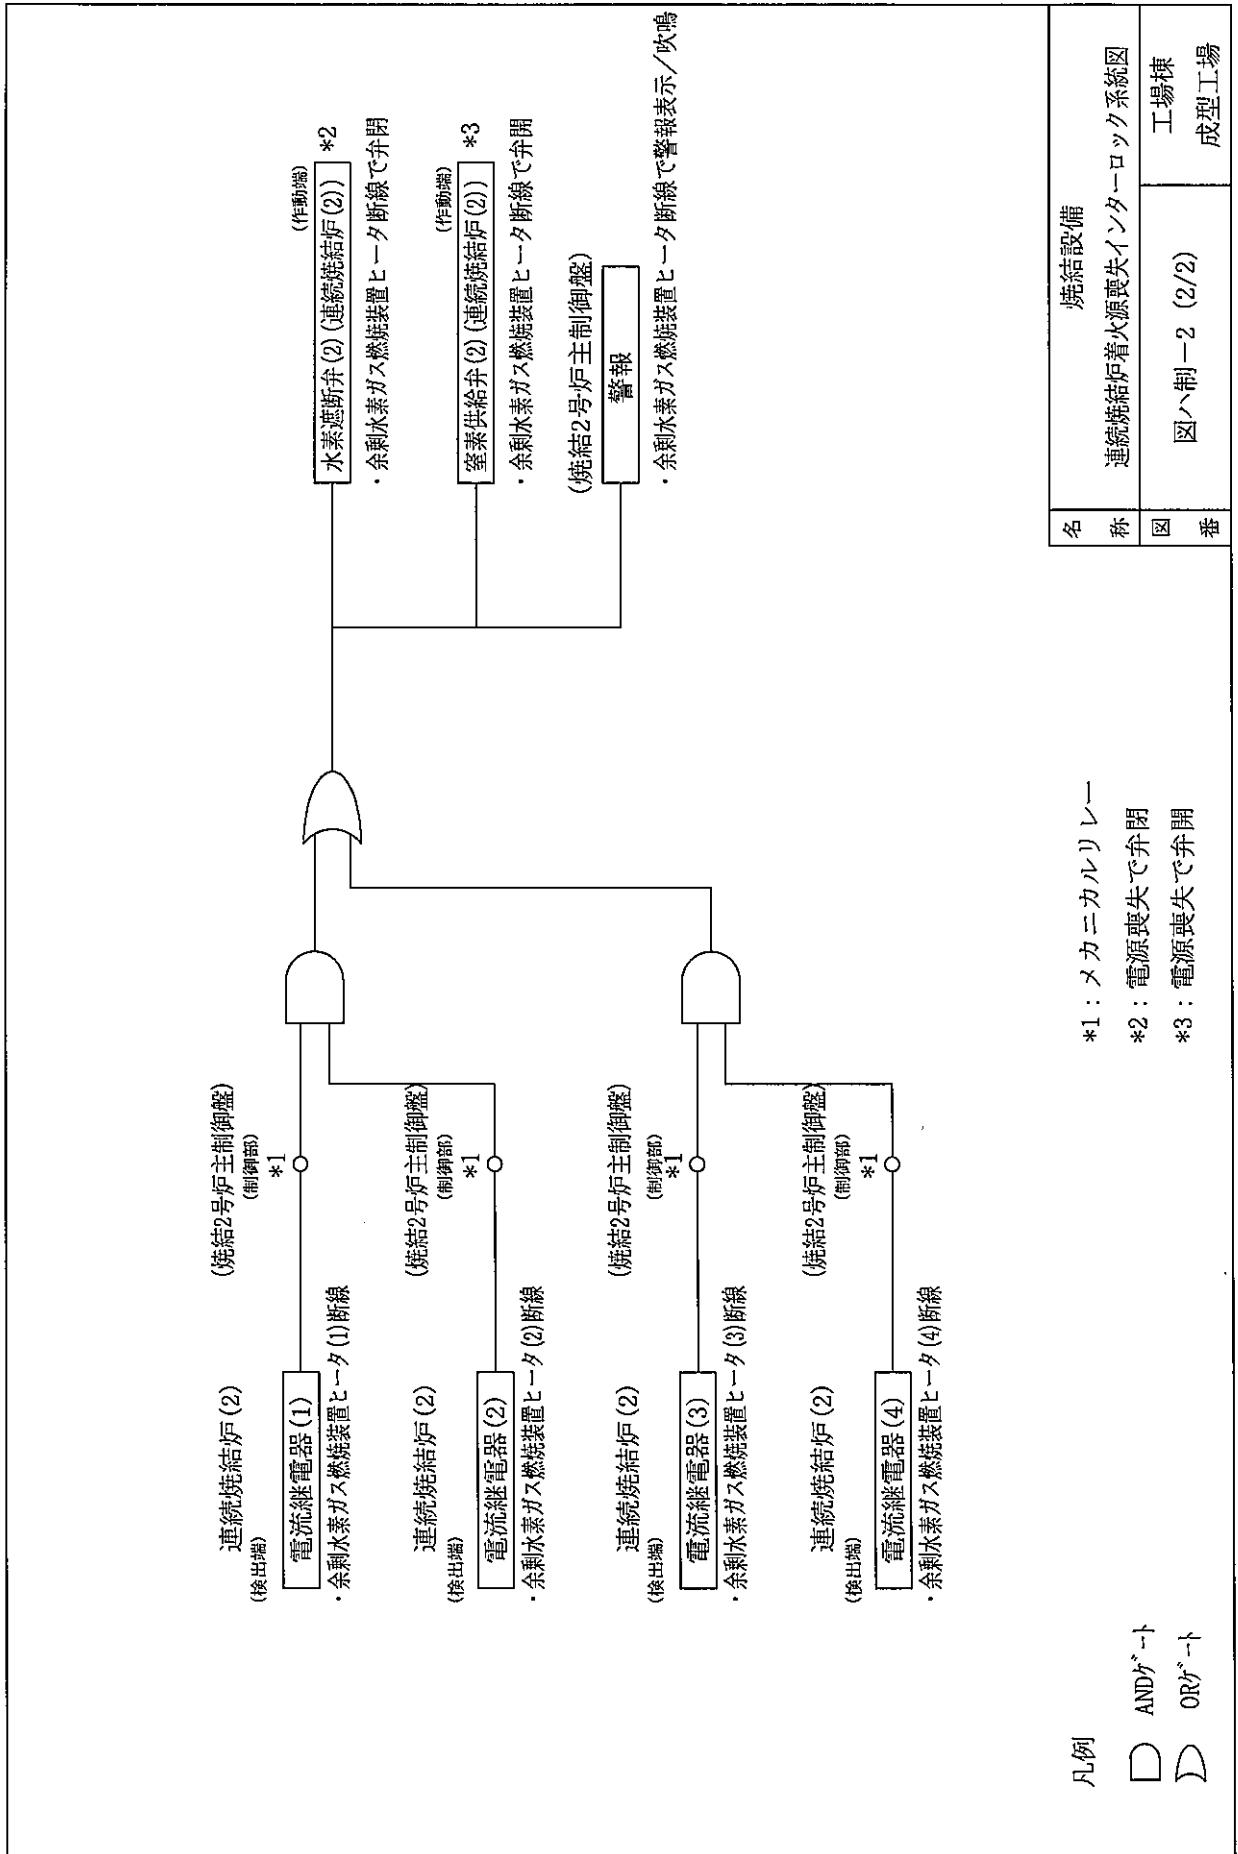 連続焼結炉(2)
(検出端)
電流継電器(1)
・余剰水素ガス燃焼装置ヒータ(1)断線
(焼結2号炉主制御盤)
(制御部)
*1
連続焼結炉(2)
(検出端)
電流継電器(2)
・余剰水素ガス燃焼装置ヒータ(2)断線
(焼結2号炉主制御盤)
(制御部)
*1
連続焼結炉(2)
(検出端)
電流継電器(3)
・余剰水素ガス燃焼装置ヒータ(3)断線
(焼結2号炉主制御盤)
(制御部)
*1
連続焼結炉(2)
(検出端)
電流継電器(4)
・余剰水素ガス燃焼装置ヒータ(4)断線
(焼結2号炉主制御盤)
(制御部)
*1
(作動端)
水素遮断弁(2)(連続焼結炉(2)) *2
・余剰水素ガス燃焼装置ヒータ断線で弁閉
(作動端)
窒素供給弁(2)(連続焼結炉(2)) *3
・余剰水素ガス燃焼装置ヒータ断線で弁開
(焼結2号炉主制御盤)
警報
・余剰水素ガス燃焼装置ヒータ断線で警報表示/吹鳴
凡例
ANDゲート
ORゲート
*1:メカニカルリレー
*2:電源喪失で弁閉
*3:電源喪失で弁開
名称
焼結設備
連続焼結炉着火源喪失インターロック系統図
図番
図ハ制-2 (2/2)
工場棟
成型工場